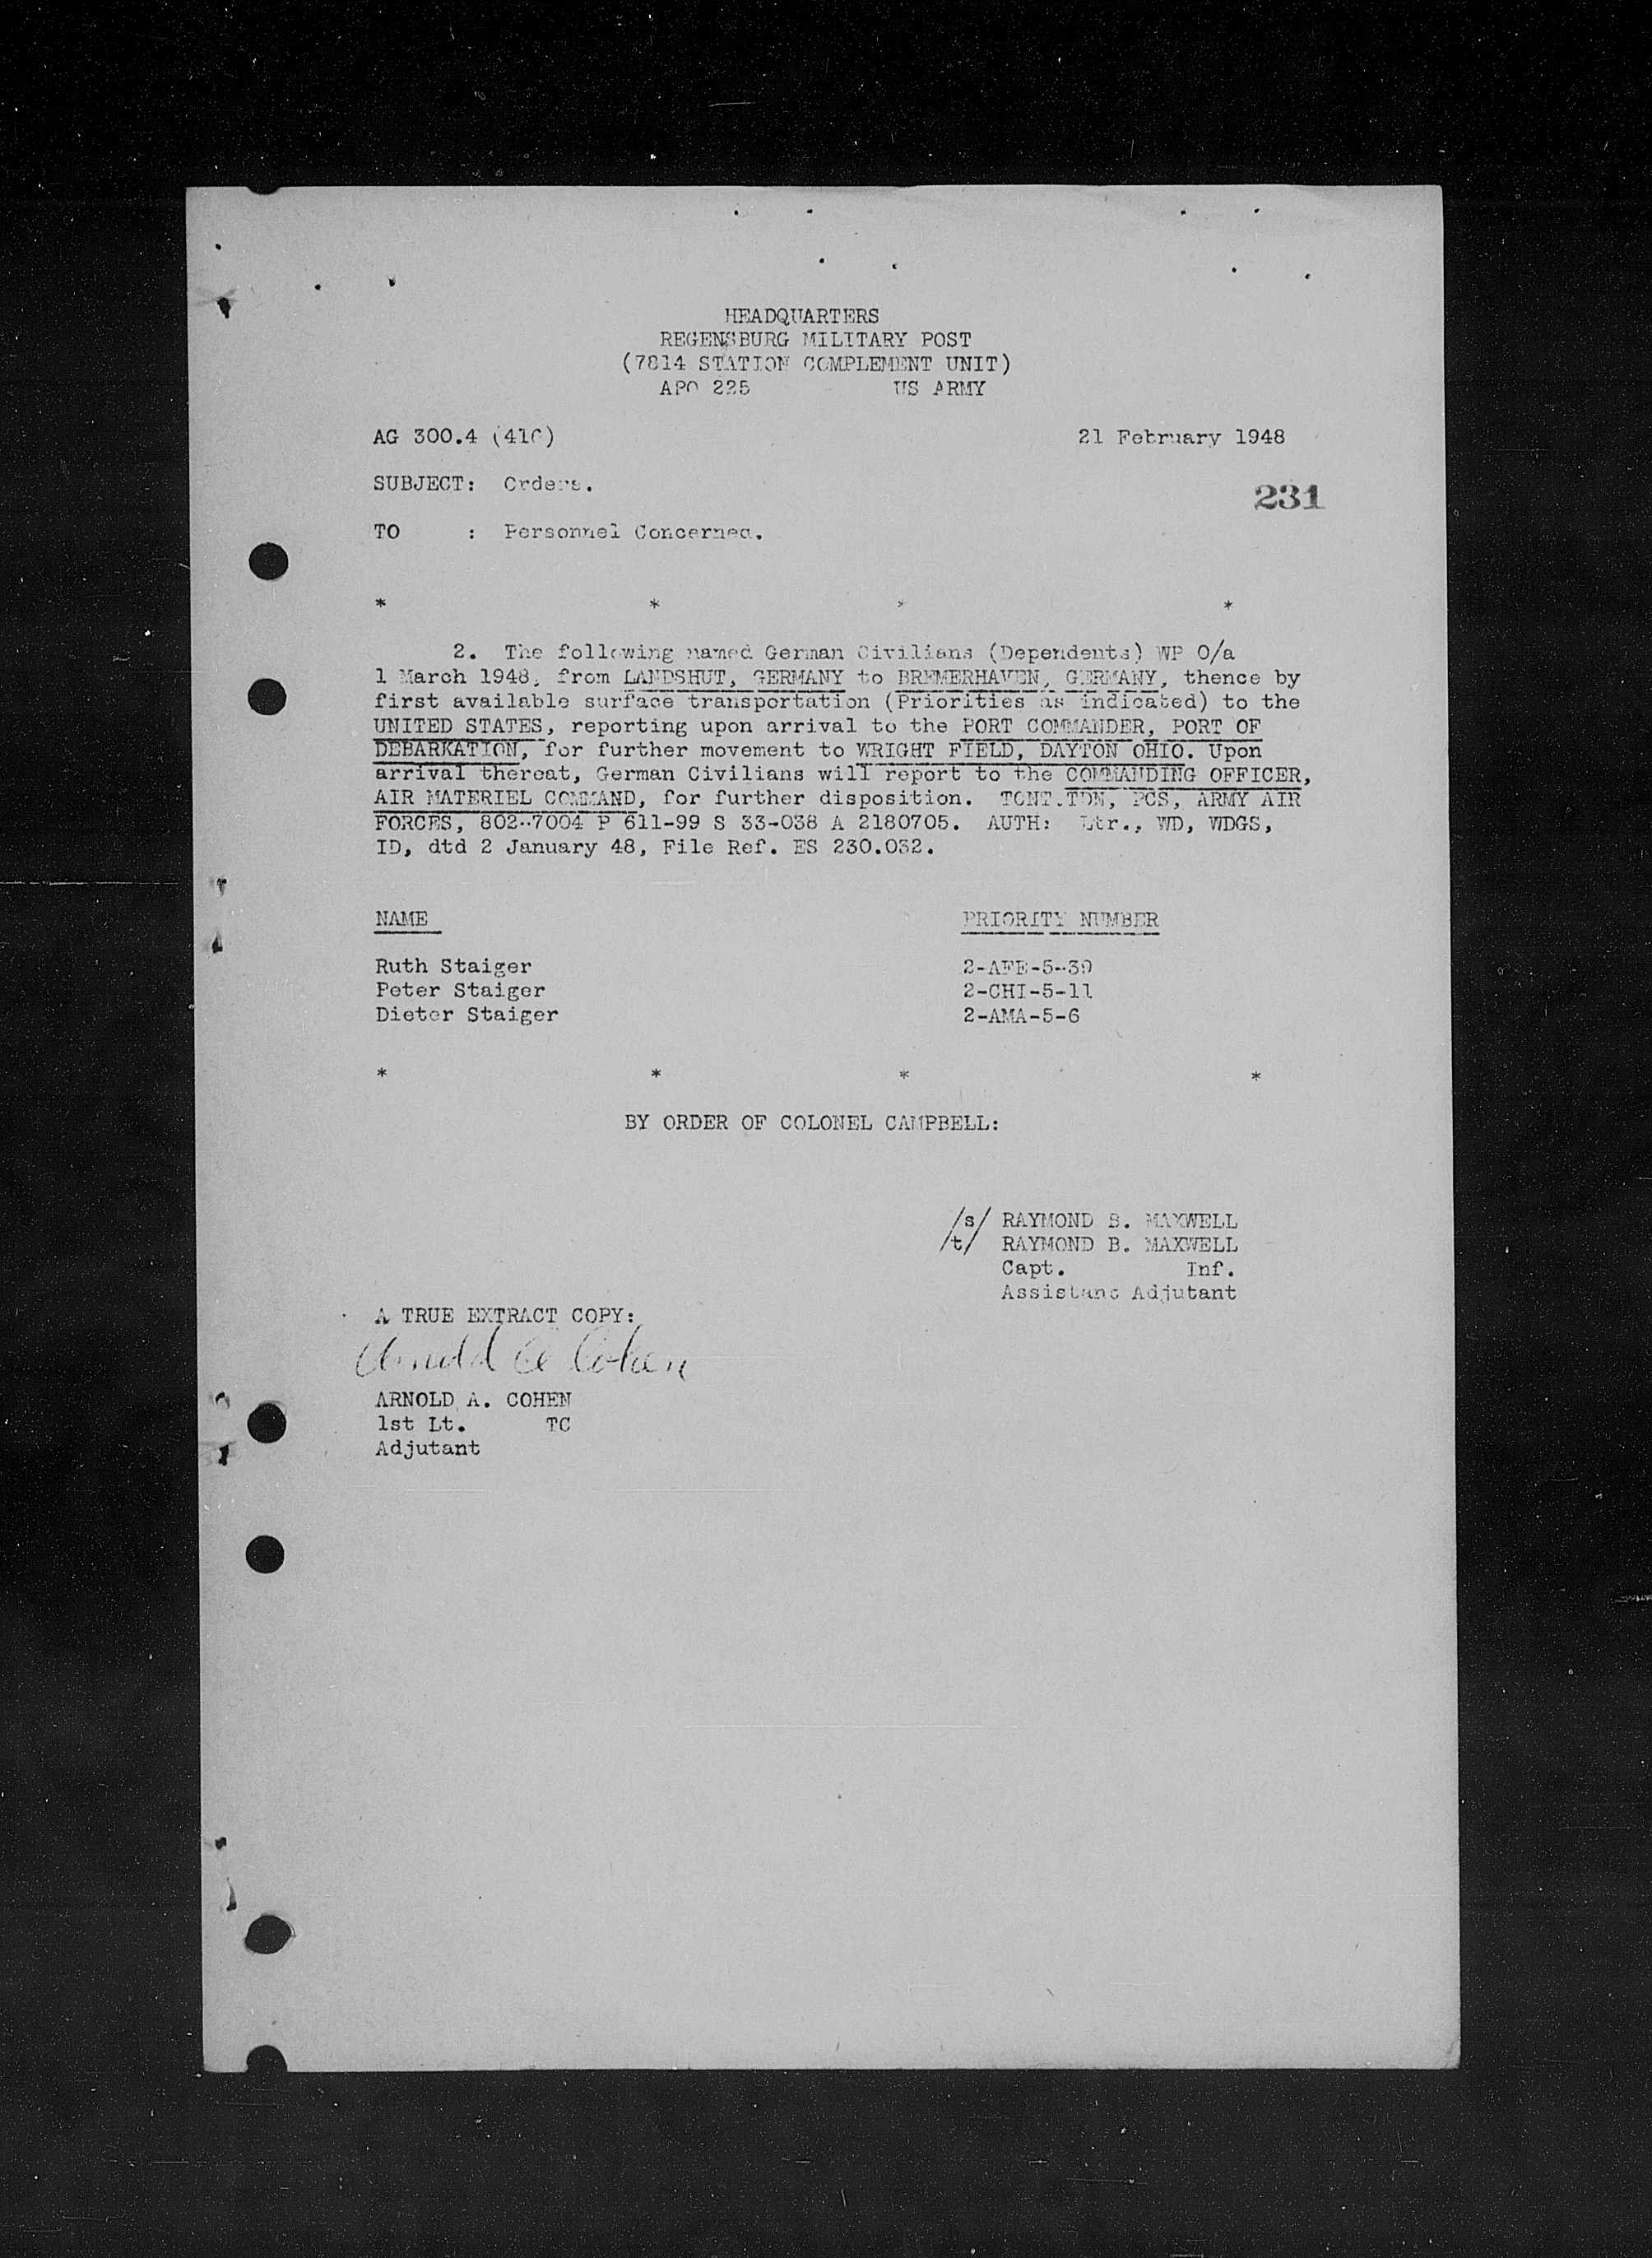 HEADQUARTERS
REGENSBURG MILITARY POST
(7814 STATION COMPLEMENT UNIT)
APO 225 US ARMY
AG 300.4 (410) 21 February 1948
SUBJECT: Orders.
231
TO : Personnel Concerned.
* * * *
2. The following named German Civilians (Dependents) WP O/a
1 March 1948, from LANDSHUT, GERMANY to BREMERHAVEN, GERMANY, thence by
first available surface transportation (Priorities as indicated) to the
UNITED STATES, reporting upon arrival to the PORT COMMANDER, PORT OF
DEBARKATION, for further movement to WRIGHT FIELD, DAYTON OHIO. Upon
arrival thereat, German Civilians will report to the COMMANDING OFFICER,
AIR MATERIEL COMMAND, for further disposition. TCNT.TDN, PCS, ARMY AIR
FORCES, 802-7004 P 611-99 S 33-038 A 2180705. AUTH: Ltr., WD, WDGS,
ID, dtd 2 January 48, File Ref. ES 230.032.
NAME PRIORITY NUMBER
Ruth Staiger 2-AFE-5-39
Peter Staiger 2-CHI-5-11
Dieter Staiger 2-AMA-5-6
* * * *
BY ORDER OF COLONEL CAMPBELL:
/s/ RAYMOND B. MAXWELL
/t/ RAYMOND B. MAXWELL
Capt. Inf.
Assistant Adjutant
A TRUE EXTRACT COPY:
Arnold A Cohen
ARNOLD A. COHEN
1st Lt. TC
Adjutant